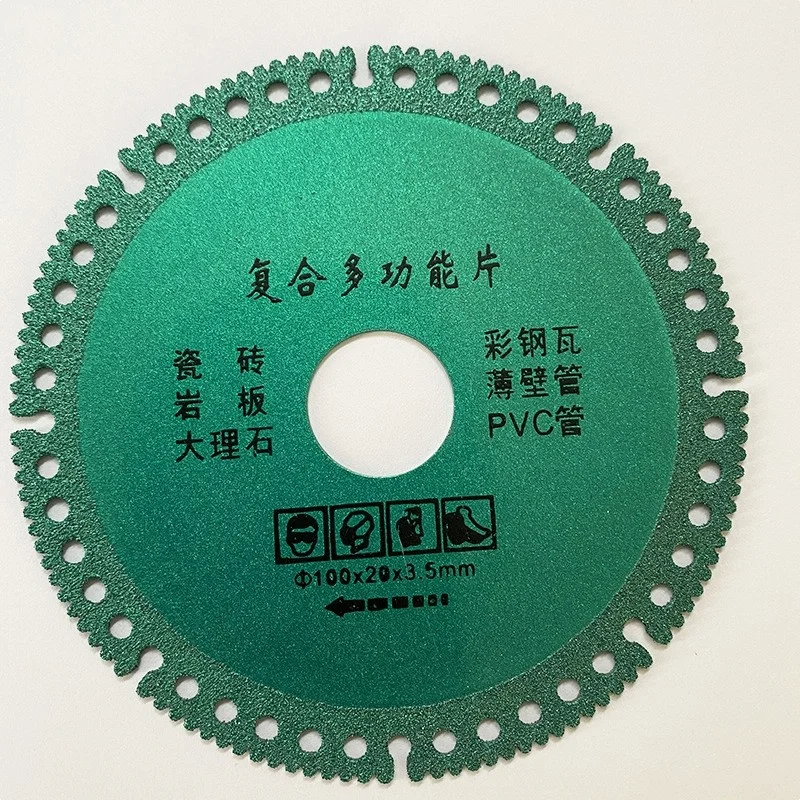 复合多功能片
瓷 砖
岩 板
大理石
彩钢瓦
薄壁管
PVC管
Φ100x20x3.5mm